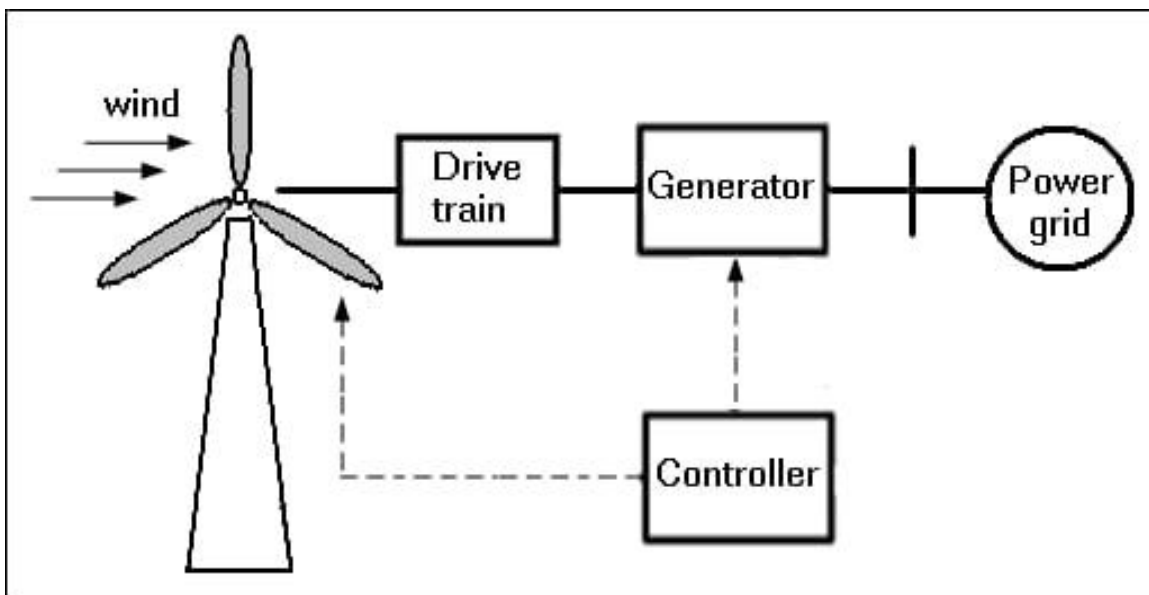 wind
Drive
train
Generator
Power
grid
Controller